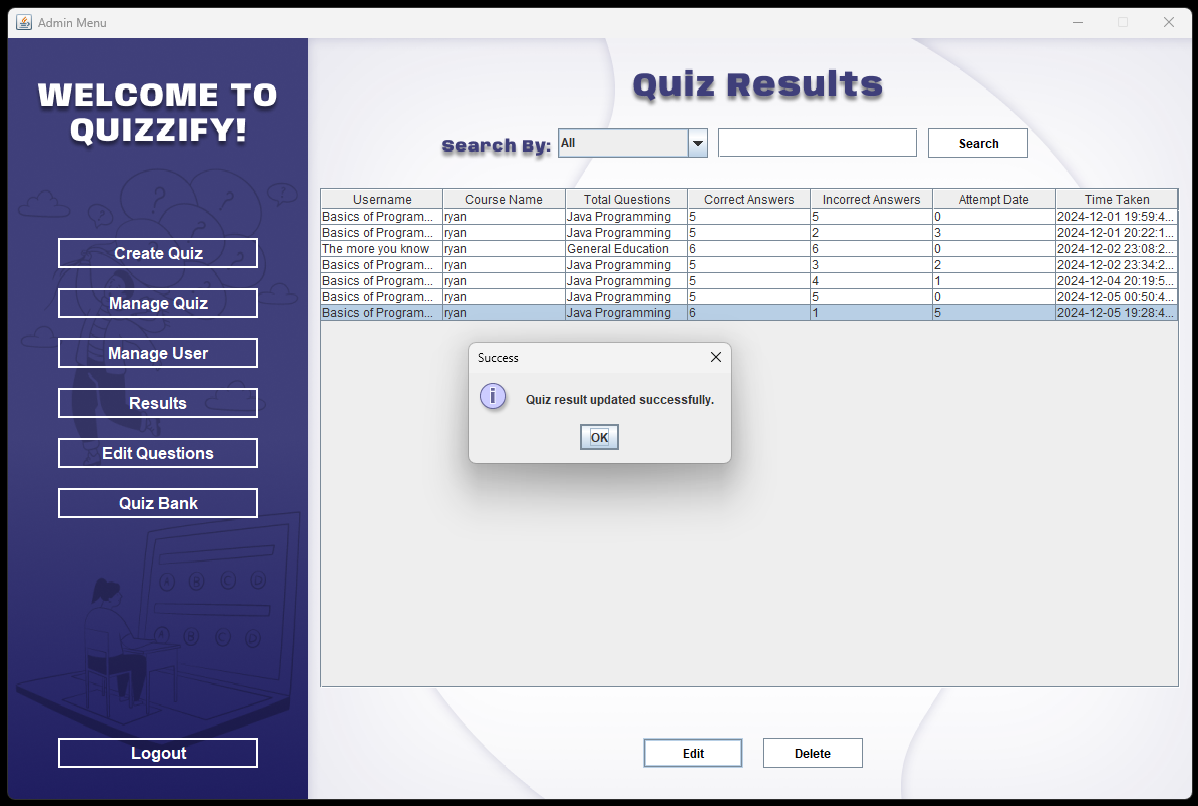 Admin Menu
WELCOME TO
QUIZZIFY!
Create Quiz
Manage Quiz
Manage User
Results
Edit Questions
Quiz Bank
Logout
Quiz Results
Search By: All Search
Username Course Name Total Questions Correct Answers Incorrect Answers Attempt Date Time Taken
Basics of Program... ryan Java Programming 5 5 0 2024-12-01 19:59:4...
Basics of Program... ryan Java Programming 5 2 3 2024-12-01 20:22:1...
The more you know ryan General Education 6 6 0 2024-12-02 23:08:2...
Basics of Program... ryan Java Programming 5 3 2 2024-12-02 23:34:2...
Basics of Program... ryan Java Programming 5 4 1 2024-12-04 20:19:5...
Basics of Program... ryan Java Programming 5 5 0 2024-12-05 00:50:4...
Basics of Program... ryan Java Programming 6 1 5 2024-12-05 19:28:4...
Success
Quiz result updated successfully.
OK
Edit Delete
A B C D
A B C D